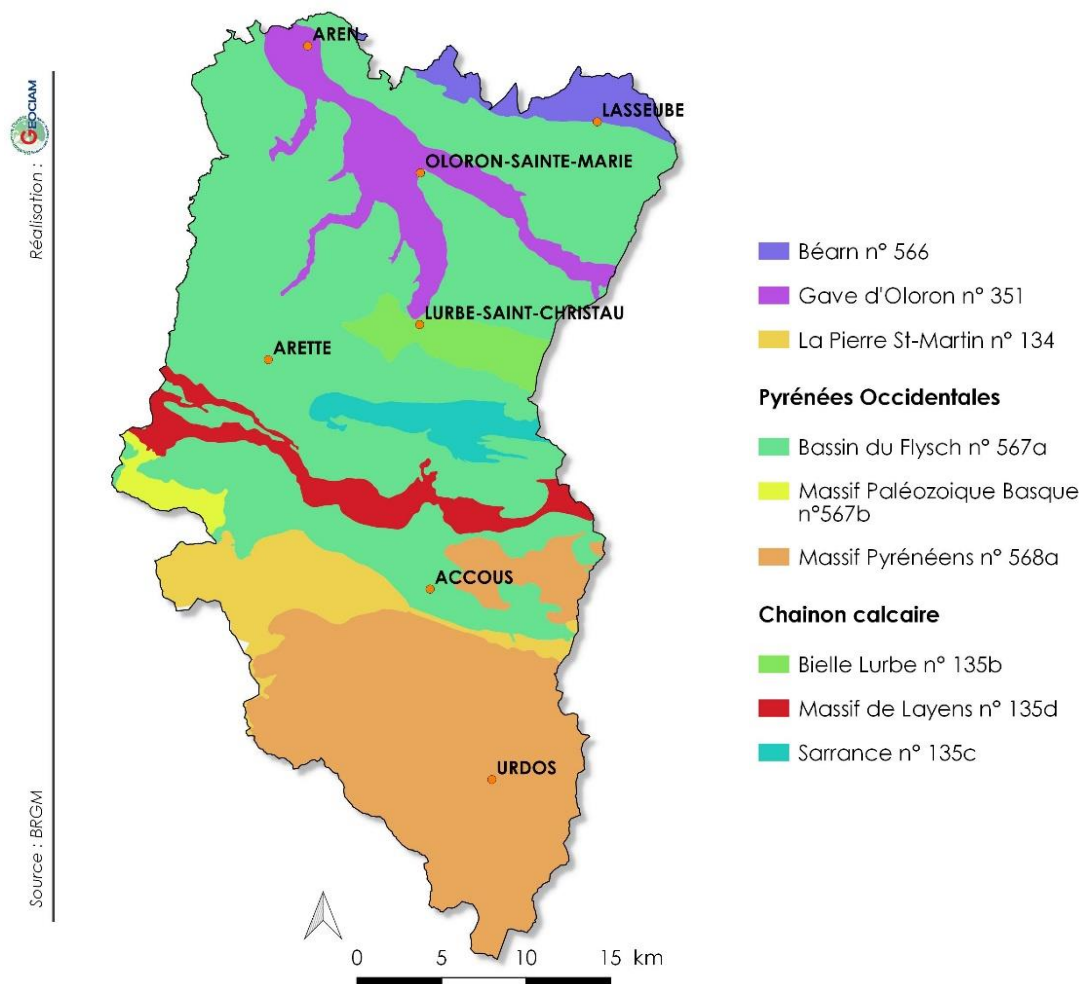 AREN
LASSEUBE
OLORON-SAINTE-MARIE
LURBE-SAINT-CHRISTAU
ARETTE
ACCOUS
URDOS
0 5 10 15 km
Réalisation :
GEOCIAM
Source : BRGM
Béarn n° 566
Gave d'Oloron n° 351
La Pierre St-Martin n° 134
Pyrénées Occidentales
Bassin du Flysch n° 567a
Massif Paléozoique Basque
n°567b
Massif Pyrénéens n° 568a
Chainon calcaire
Bielle Lurbe n° 135b
Massif de Layens n° 135d
Sarrance n° 135c